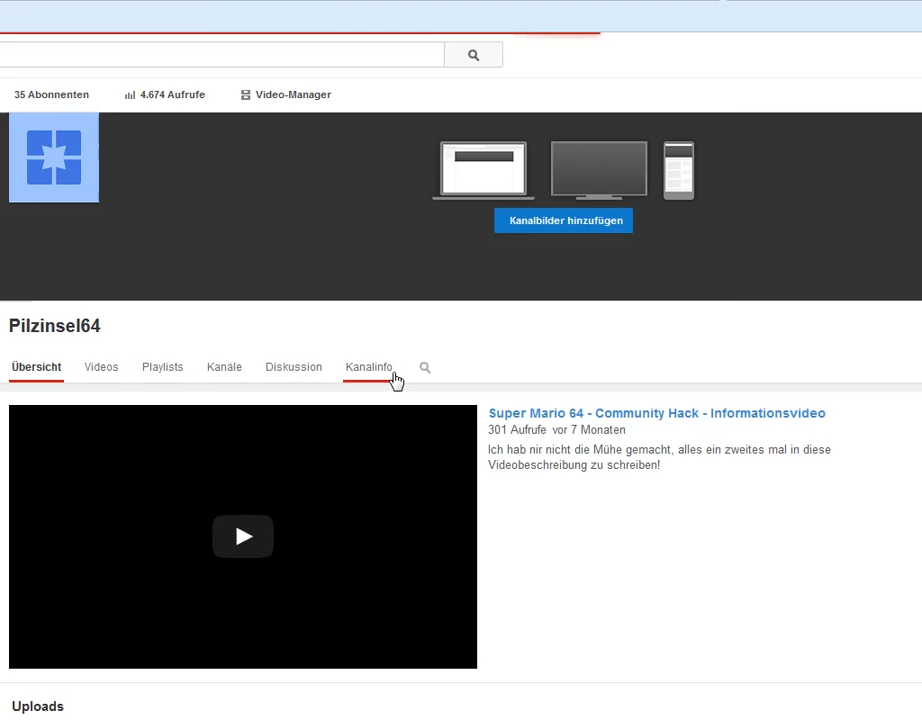 35 Abonnenten 4.674 Aufrufe Video-Manager
Kanalbilder hinzufügen
Pilzinsel64
Übersicht Videos Playlists Kanäle Diskussion Kanalinfo
Super Mario 64 - Community Hack - Informationsvideo
301 Aufrufe vor 7 Monaten
Ich hab nir nicht die Mühe gemacht, alles ein zweites mal in diese
Videobeschreibung zu schreiben!
Uploads